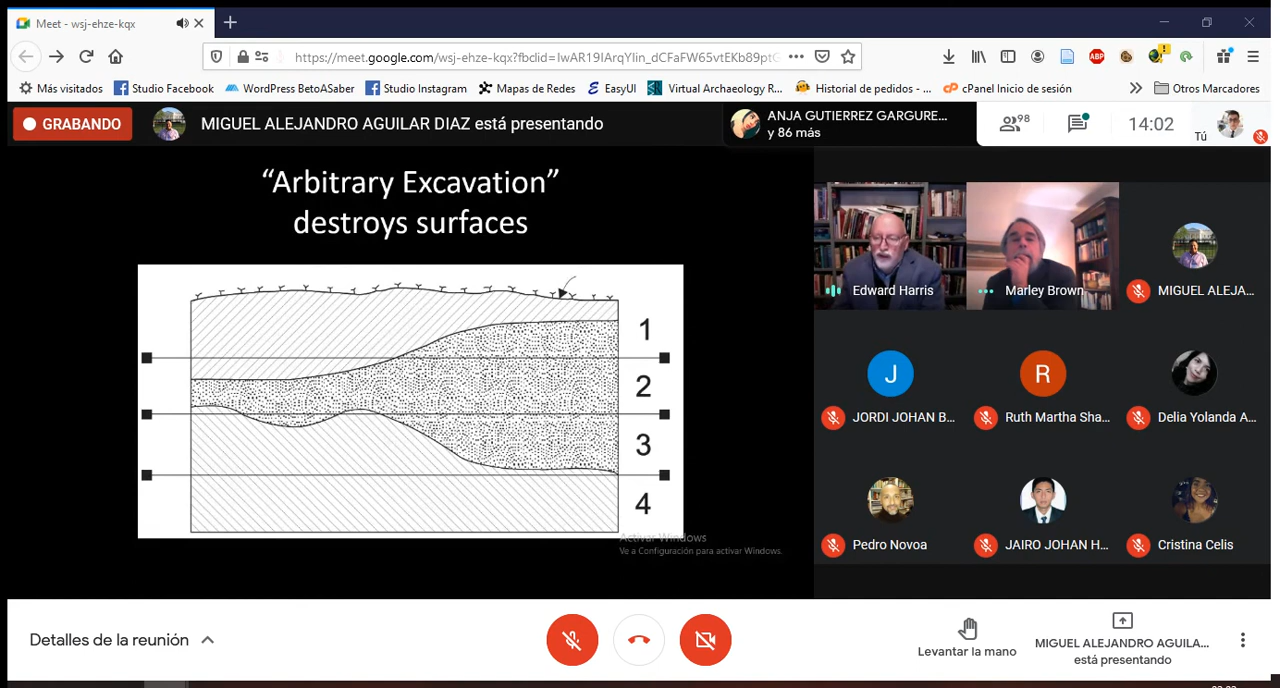 Meet - wsj-ehze-kqx
https://meet.google.com/wsj-ehze-kqx?fbclid=IwAR19IArqYIin_dCFaFW65vtEKb89pt
Más visitados
Studio Facebook
WordPress BetoASaber
Studio Instagram
Mapas de Redes
EasyUI
Virtual Archaeology R...
Historial de pedidos - ...
cPanel Inicio de sesión
Otros Marcadores
GRABANDO
MIGUEL ALEJANDRO AGUILAR DIAZ está presentando
ANJA GUTIERREZ GARGURE...
y 86 más
98
14:02
Tú
“Arbitrary Excavation”
destroys surfaces
1
2
3
4
Activar Windows
Ve a Configuración para activar Windows.
Edward Harris
Marley Brown
MIGUEL ALEJA...
J
JORDI JOHAN B...
R
Ruth Martha Sha...
Delia Yolanda A...
Pedro Novoa
JAIRO JOHAN H...
Cristina Celis
Detalles de la reunión
Levantar la mano
MIGUEL ALEJANDRO AGUILA...
está presentando